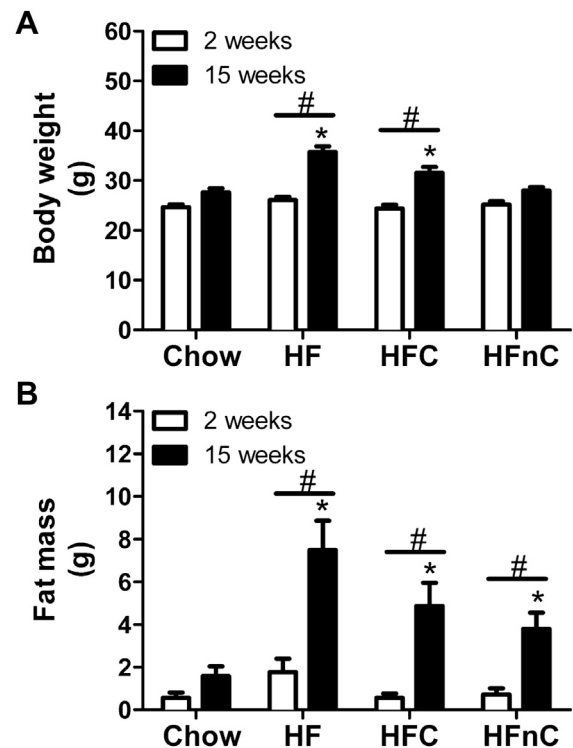 A
60
50
40
30
20
10
0
Body weight
(g)
2 weeks
15 weeks
#
*
#
*
Chow HF HFC HFnC
B
14
12
10
8
6
4
2
0
Fat mass
(g)
2 weeks
15 weeks
#
*
#
*
#
*
Chow HF HFC HFnC